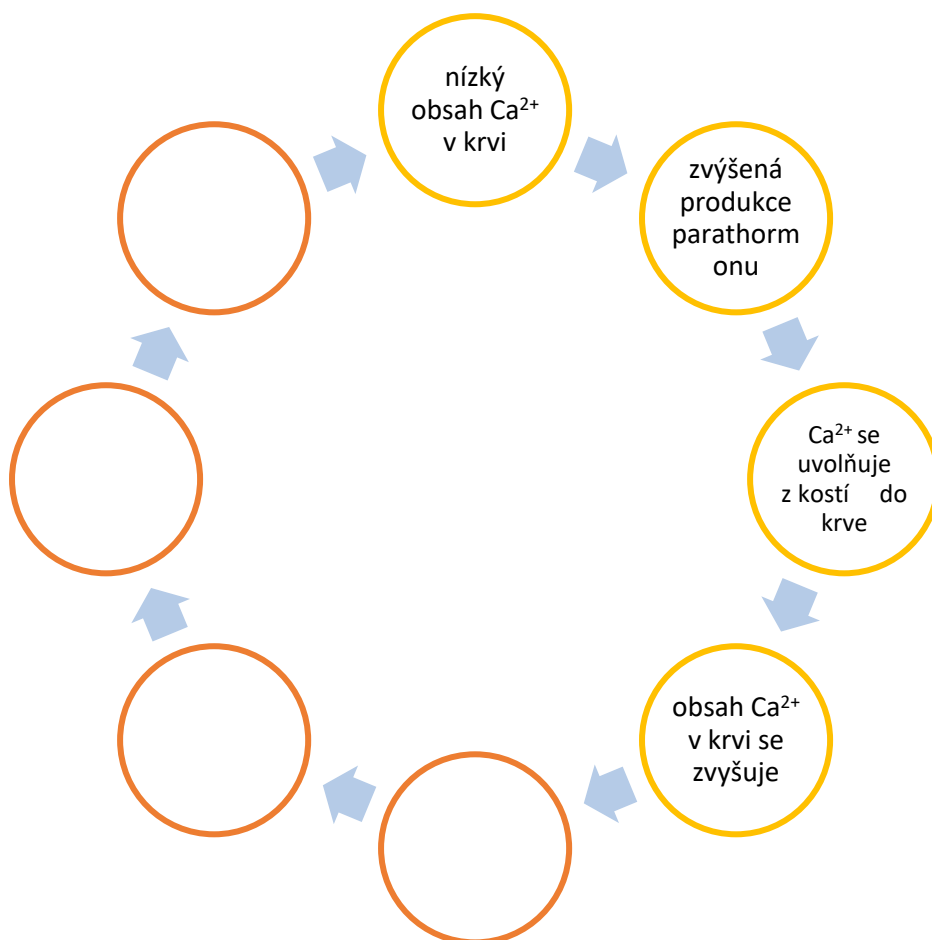 nízký
obsah Ca²⁺
v krvi
zvýšená
produkce
parathorm
onu
Ca²⁺ se
uvolňuje
z kostí do
krve
obsah Ca²⁺
v krvi se
zvyšuje